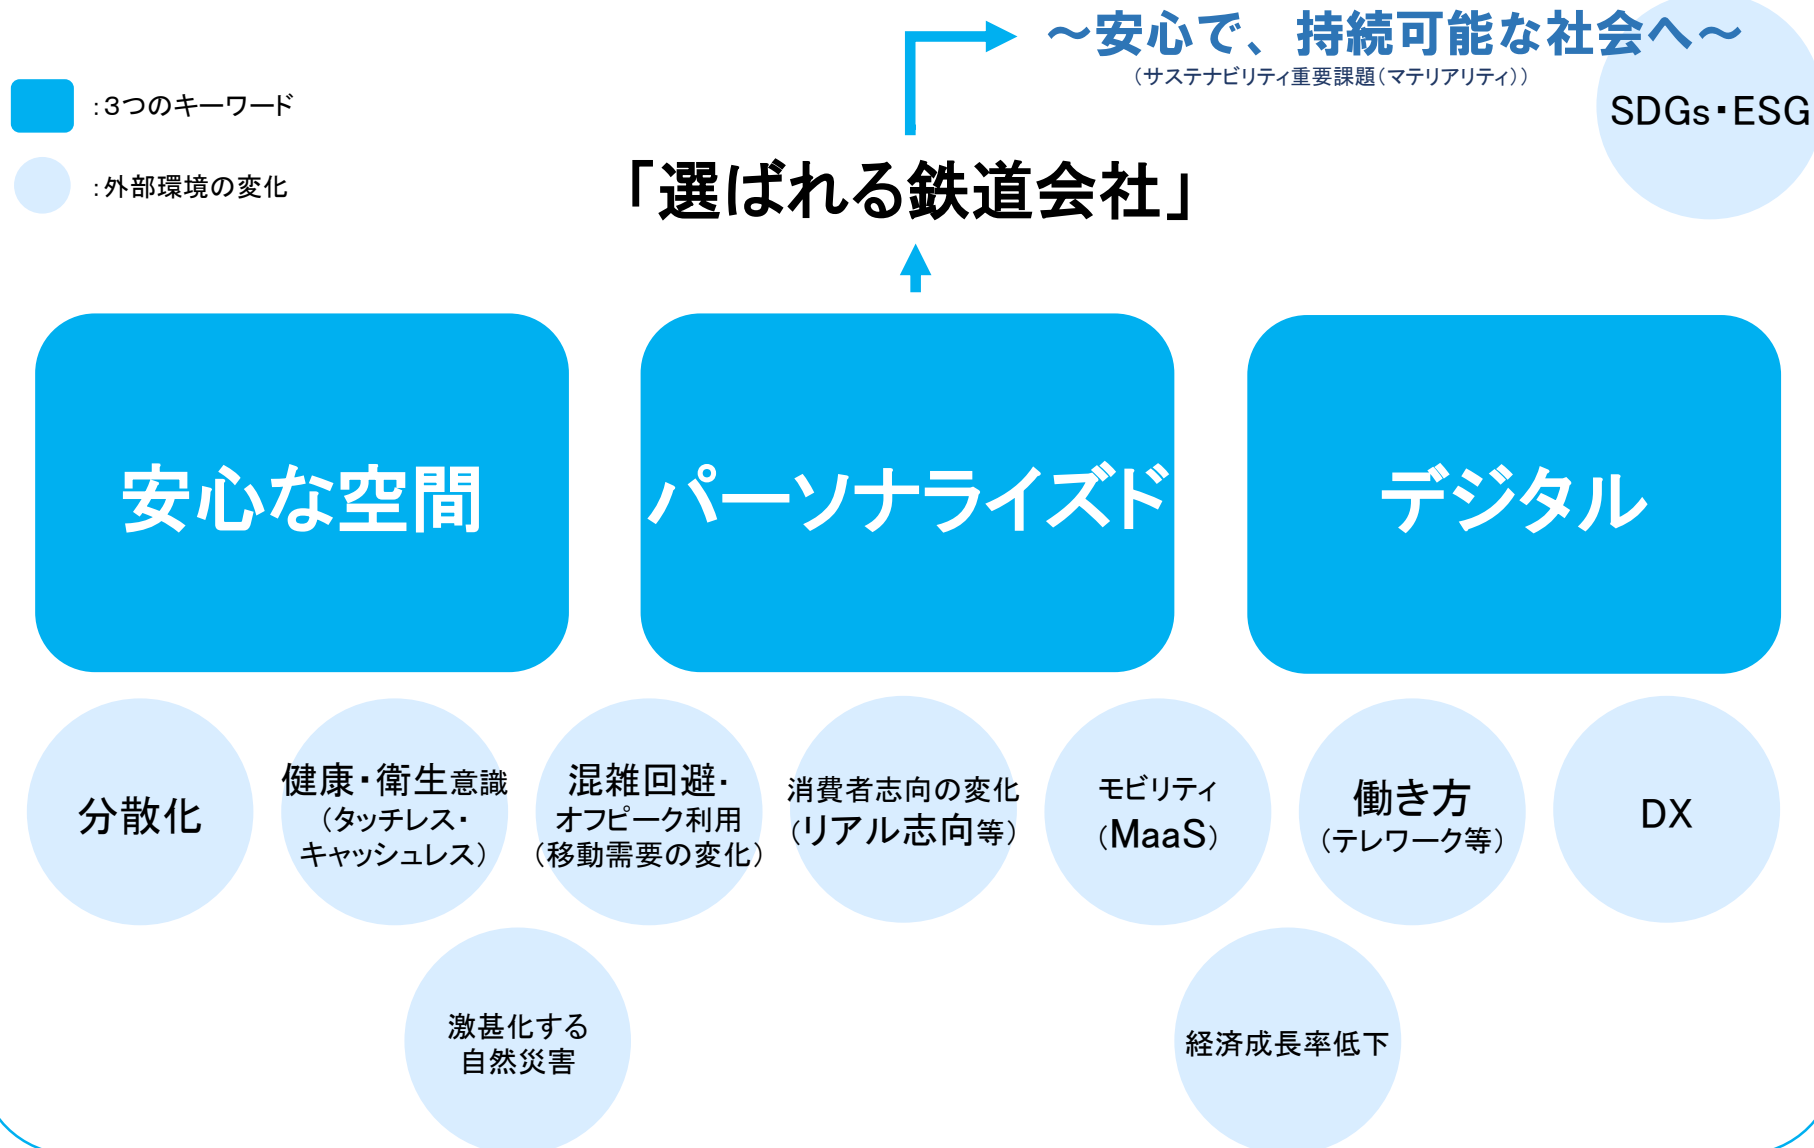 ～安心で、持続可能な社会へ～
（サステナビリティ重要課題（マテリアリティ））
SDGs・ESG
：３つのキーワード
：外部環境の変化
「選ばれる鉄道会社」
安心な空間
パーソナライズド
デジタル
分散化
健康・衛生意識
（タッチレス・
キャッシュレス）
混雑回避・
オフピーク利用
（移動需要の変化）
消費者志向の変化
（リアル志向等）
モビリティ
（MaaS）
働き方
（テレワーク等）
DX
激甚化する
自然災害
経済成長率低下